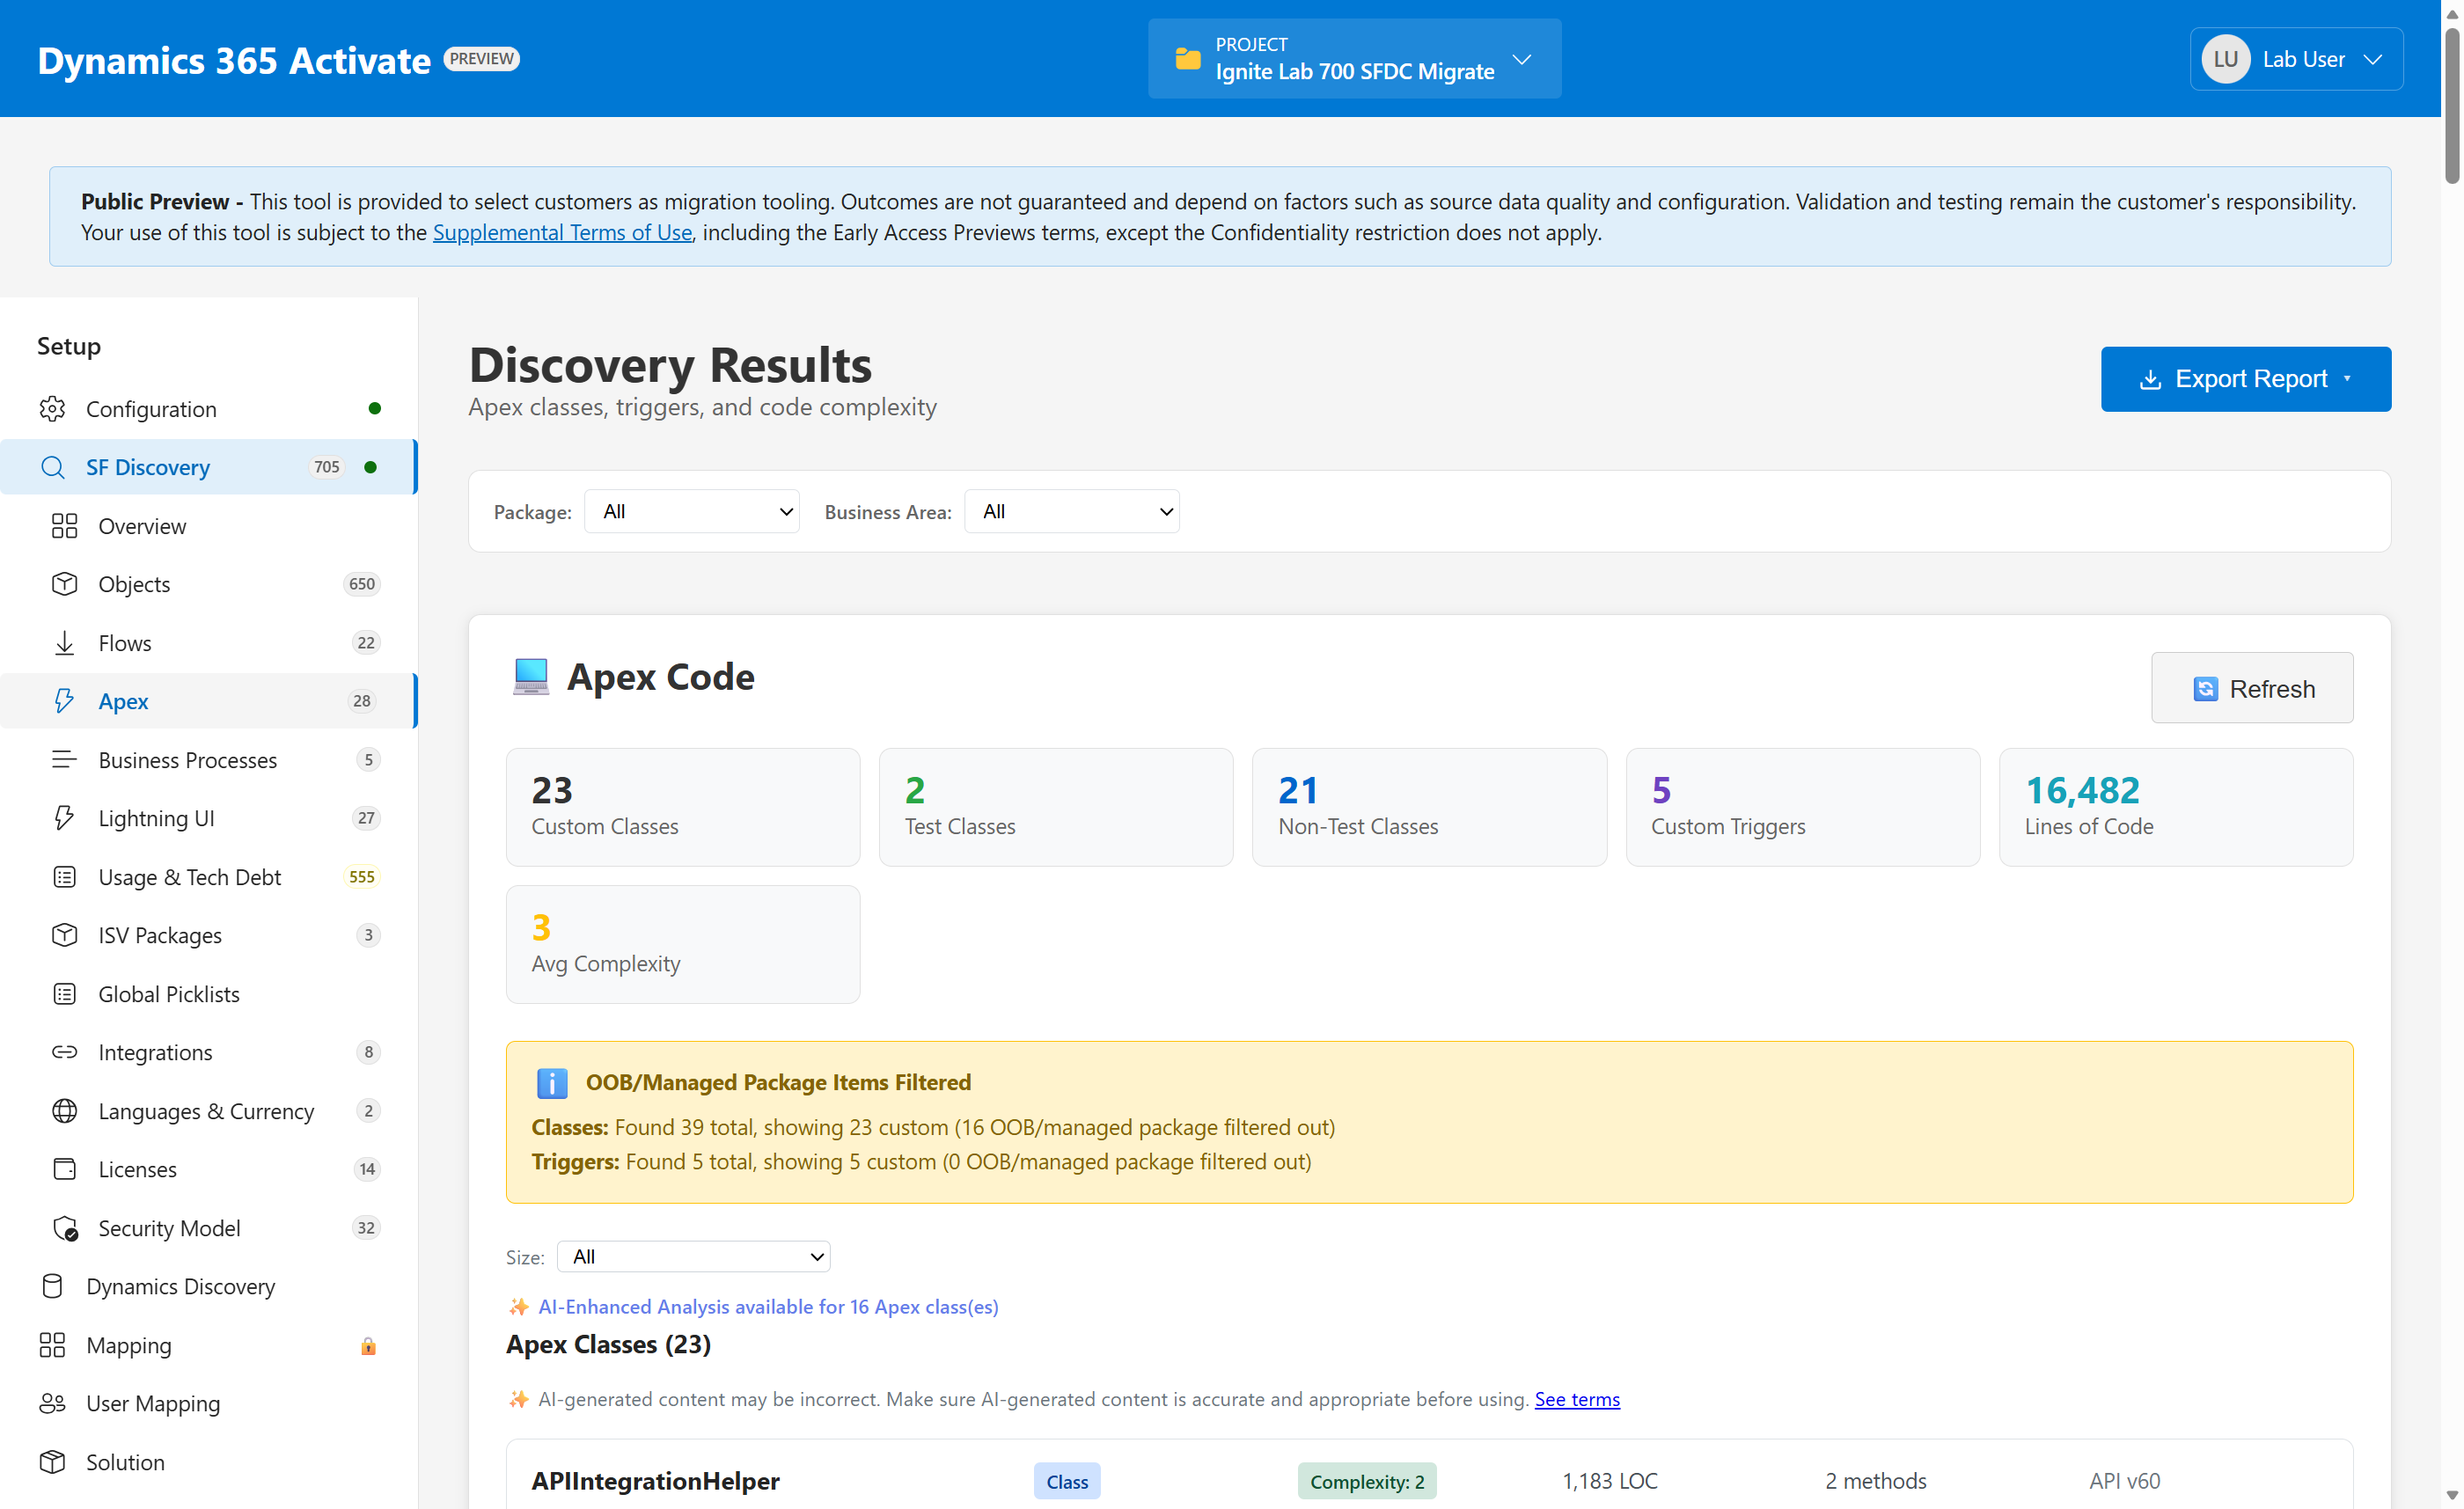 Dynamics 365 Activate PREVIEW
PROJECT
Ignite Lab 700 SFDC Migrate
LU Lab User
Public Preview - This tool is provided to select customers as migration tooling. Outcomes are not guaranteed and depend on factors such as source data quality and configuration. Validation and testing remain the customer's responsibility.
Your use of this tool is subject to the Supplemental Terms of Use, including the Early Access Previews terms, except the Confidentiality restriction does not apply.
Setup
Configuration
SF Discovery 705
Overview
Objects 650
Flows 22
Apex 28
Business Processes 5
Lightning UI 27
Usage & Tech Debt 555
ISV Packages 3
Global Picklists
Integrations 8
Languages & Currency 2
Licenses 14
Security Model 32
Dynamics Discovery
Mapping
User Mapping
Solution
Discovery Results
Apex classes, triggers, and code complexity
Export Report
Package: All Business Area: All
Apex Code
Refresh
23
Custom Classes
2
Test Classes
21
Non-Test Classes
5
Custom Triggers
16,482
Lines of Code
3
Avg Complexity
OOB/Managed Package Items Filtered
Classes: Found 39 total, showing 23 custom (16 OOB/managed package filtered out)
Triggers: Found 5 total, showing 5 custom (0 OOB/managed package filtered out)
Size: All
AI-Enhanced Analysis available for 16 Apex class(es)
Apex Classes (23)
AI-generated content may be incorrect. Make sure AI-generated content is accurate and appropriate before using. See terms
APIIntegrationHelper Class Complexity: 2 1,183 LOC 2 methods API v60